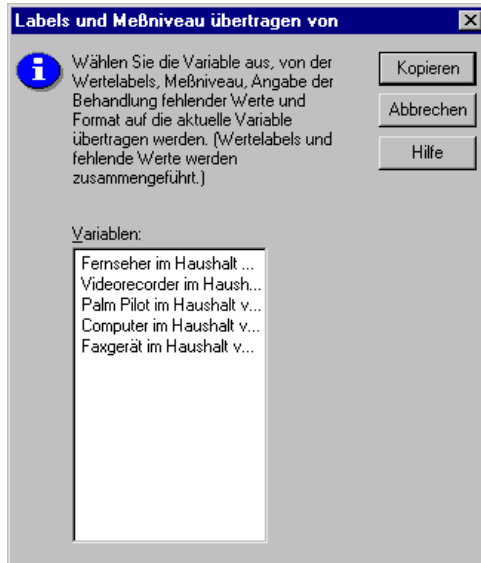 Labels und Meßniveau übertragen von
Wählen Sie die Variable aus, von der
Wertelabels, Meßniveau, Angabe der
Behandlung fehlender Werte und
Format auf die aktuelle Variable
übertragen werden. (Wertelabels und
fehlende Werte werden
zusammengeführt.)
Kopieren
Abbrechen
Hilfe
Variablen:
Fernseher im Haushalt ...
Videorecorder im Haush...
Palm Pilot im Haushalt v...
Computer im Haushalt v...
Faxgerät im Haushalt v...